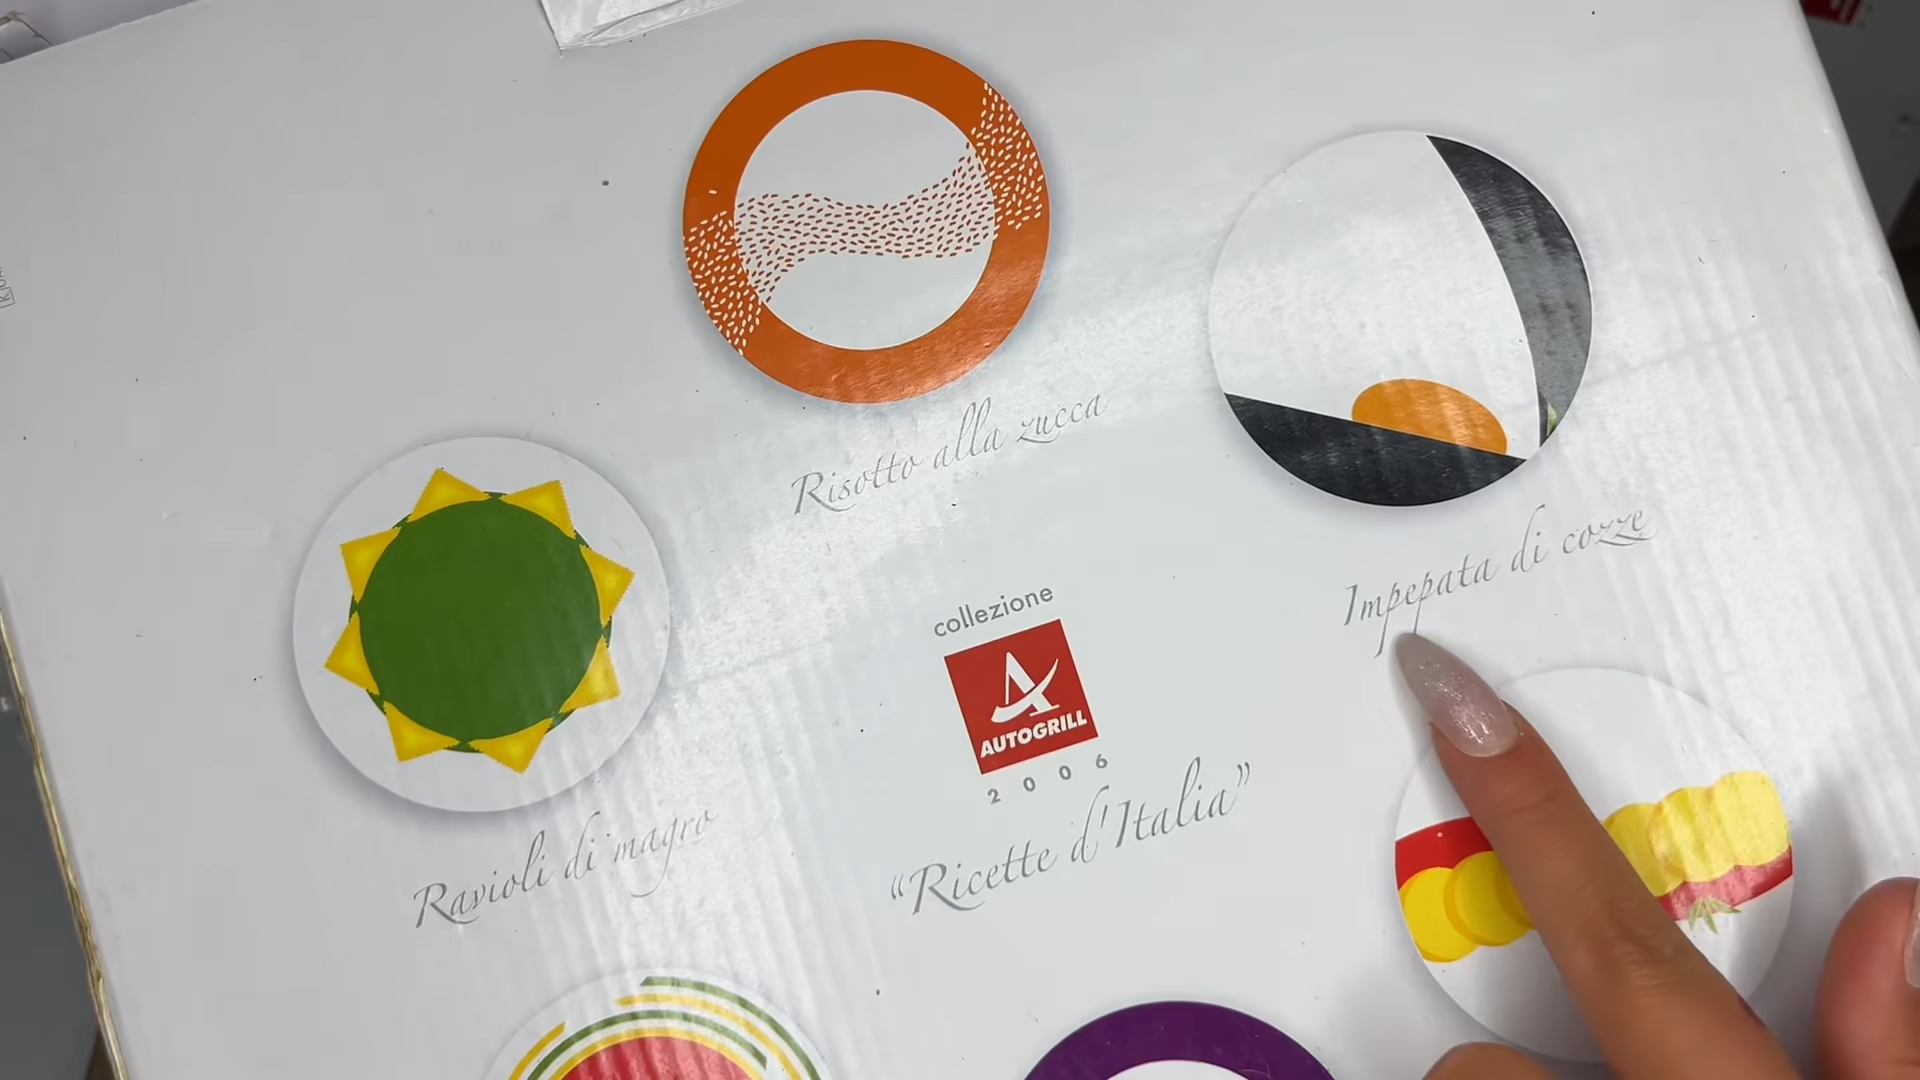 Risotto alla zucca
Impepata di cozze
collezione
AUTOGRILL
2006
"Ricette d'Italia"
Ravioli di magro